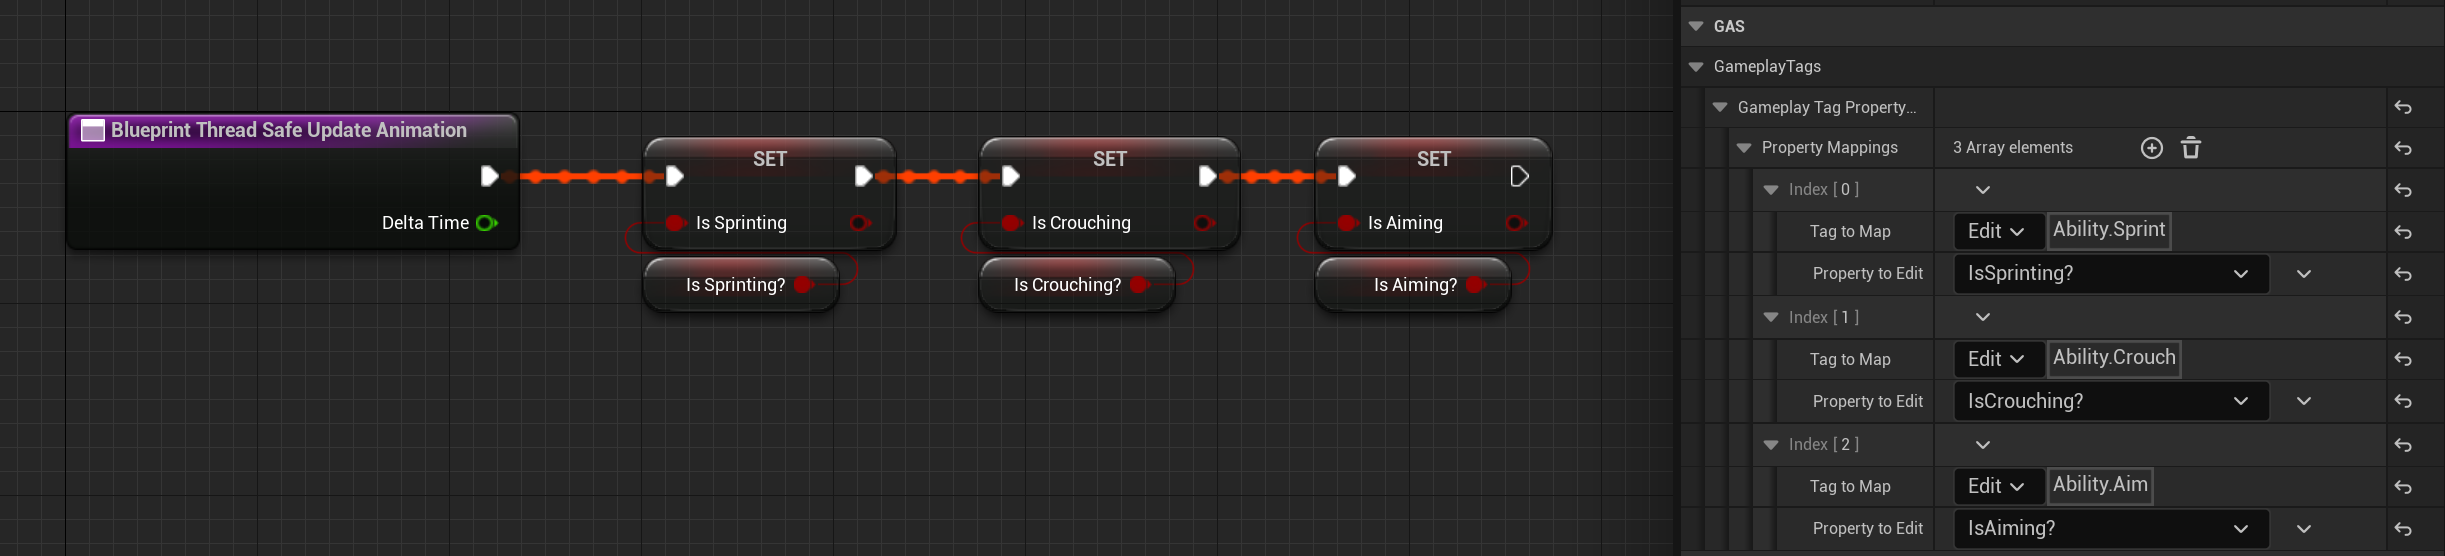 Blueprint Thread Safe Update Animation
Delta Time
SET
Is Sprinting
Is Sprinting?
SET
Is Crouching
Is Crouching?
SET
Is Aiming
Is Aiming?
GAS
GameplayTags
Gameplay Tag Property...
Property Mappings 3 Array elements
Index [ 0 ]
Tag to Map Edit Ability.Sprint
Property to Edit IsSprinting?
Index [ 1 ]
Tag to Map Edit Ability.Crouch
Property to Edit IsCrouching?
Index [ 2 ]
Tag to Map Edit Ability.Aim
Property to Edit IsAiming?